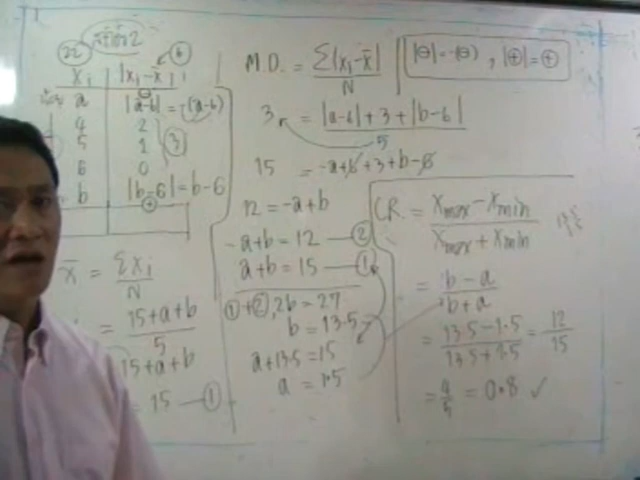 22
6
xᵢ |xᵢ-x̄|
a |a-6| = -(a-6)
4 2
5 1 3
6 0
b |b-6| = b-6
x̄ = Σxᵢ/N
= 15+a+b/5
15+a+b
= 15 — ①
M.D. = Σ|xᵢ-x̄|/N
|⊖| = -(⊖), |⊕| = ⊕
3 = |a-6|+3+|b-6|/5
15 = -a+6+3+b-6
12 = -a+b
-a+b = 12 — ②
a+b = 15 — ①
①+②, 2b = 27
b = 13.5
a+13.5 = 15
a = 1.5
CR. = xmax-xmin/xmax+xmin
= b-a/b+a
= 13.5-1.5/13.5+1.5 = 12/15
= 4/5 = 0.8 ✓